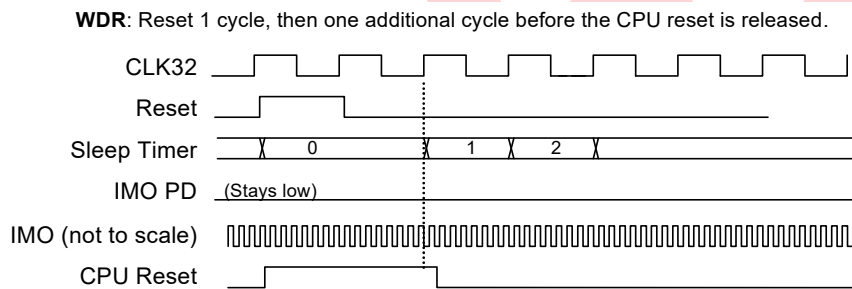 WDR: Reset 1 cycle, then one additional cycle before the CPU reset is released.
CLK32
Reset
Sleep Timer 0 1 2
IMO PD (Stays low)
IMO (not to scale)
CPU Reset